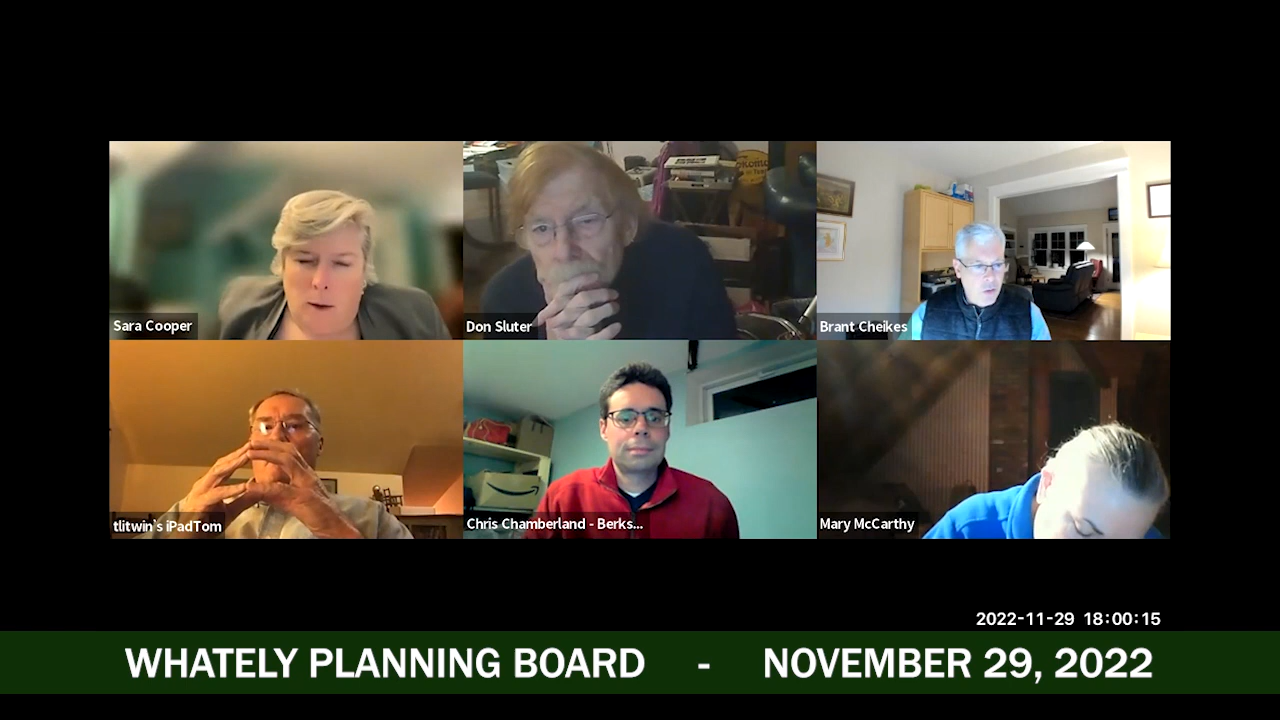 Sara Cooper
Don Sluter
Brant Cheikes
tlitwin's iPadTom
Chris Chamberland - Berks...
Mary McCarthy
2022-11-29 18:00:15
WHATELY PLANNING BOARD - NOVEMBER 29, 2022